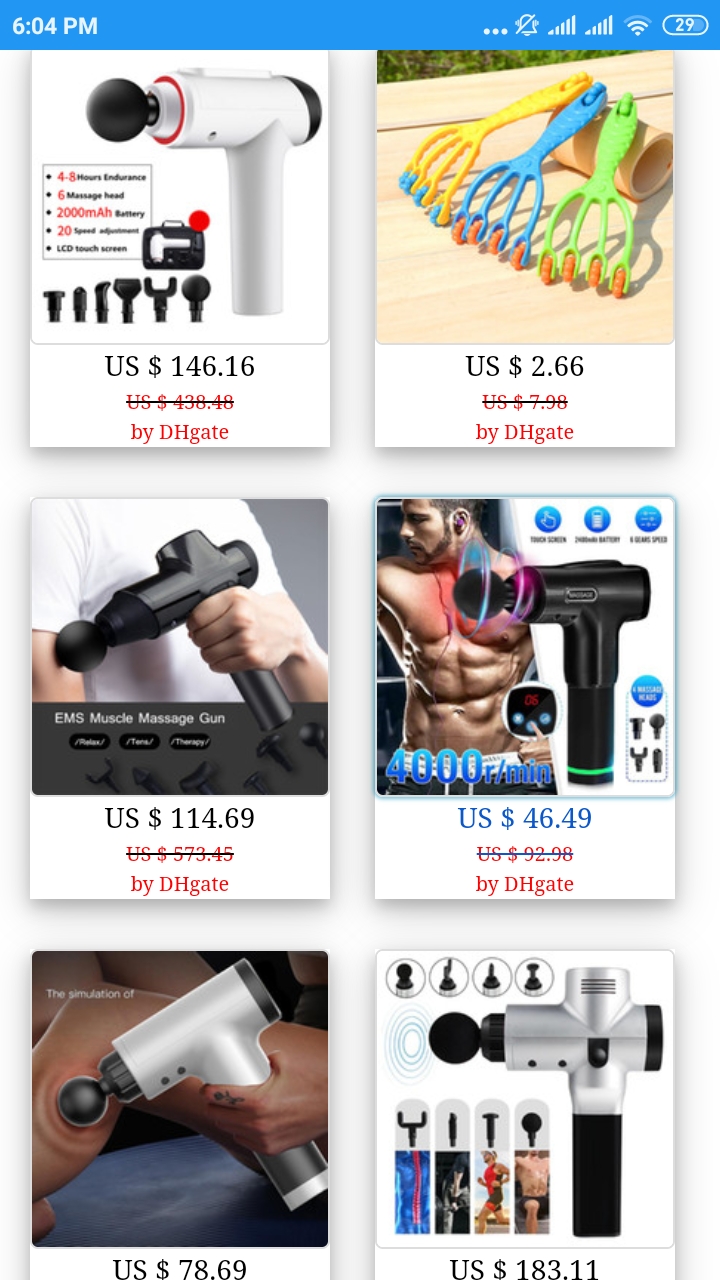 6:04 PM
29
4-8 Hours Endurance
6 Massage head
2000mAh Battery
20 Speed adjustment
LCD touch screen
US $ 146.16
US $ 438.48
by DHgate
US $ 2.66
US $ 7.98
by DHgate
EMS Muscle Massage Gun
/Relax/ /Tens/ /Therapy/
US $ 114.69
US $ 573.45
by DHgate
TOUCH SCREEN 2400mAh BATTERY 6 GEARS SPEED
MASSAGE
06
4 MASSAGE
HEADS
4000r/min
US $ 46.49
US $ 92.98
by DHgate
The simulation of
US $ 78.69
US $ 183.11